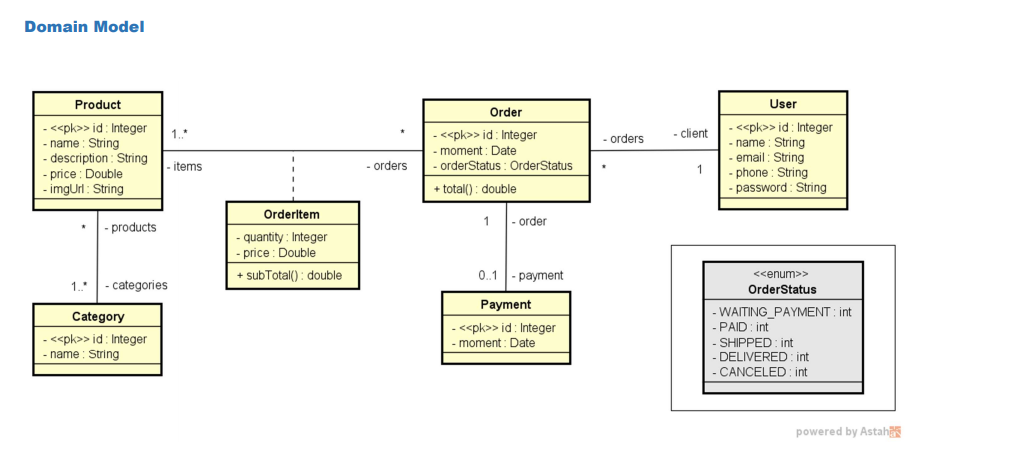 Domain Model
Product
- <<pk>> id : Integer
- name : String
- description : String
- price : Double
- imgUrl : String
1..*
- items
*
- orders
Order
- <<pk>> id : Integer
- moment : Date
- orderStatus : OrderStatus
+ total() : double
- orders
*
- client
1
User
- <<pk>> id : Integer
- name : String
- email : String
- phone : String
- password : String
OrderItem
- quantity : Integer
- price : Double
+ subTotal() : double
* - products
1..* - categories
Category
- <<pk>> id : Integer
- name : String
1 - order
0..1 - payment
Payment
- <<pk>> id : Integer
- moment : Date
<<enum>>
OrderStatus
- WAITING_PAYMENT : int
- PAID : int
- SHIPPED : int
- DELIVERED : int
- CANCELED : int
powered by Astah